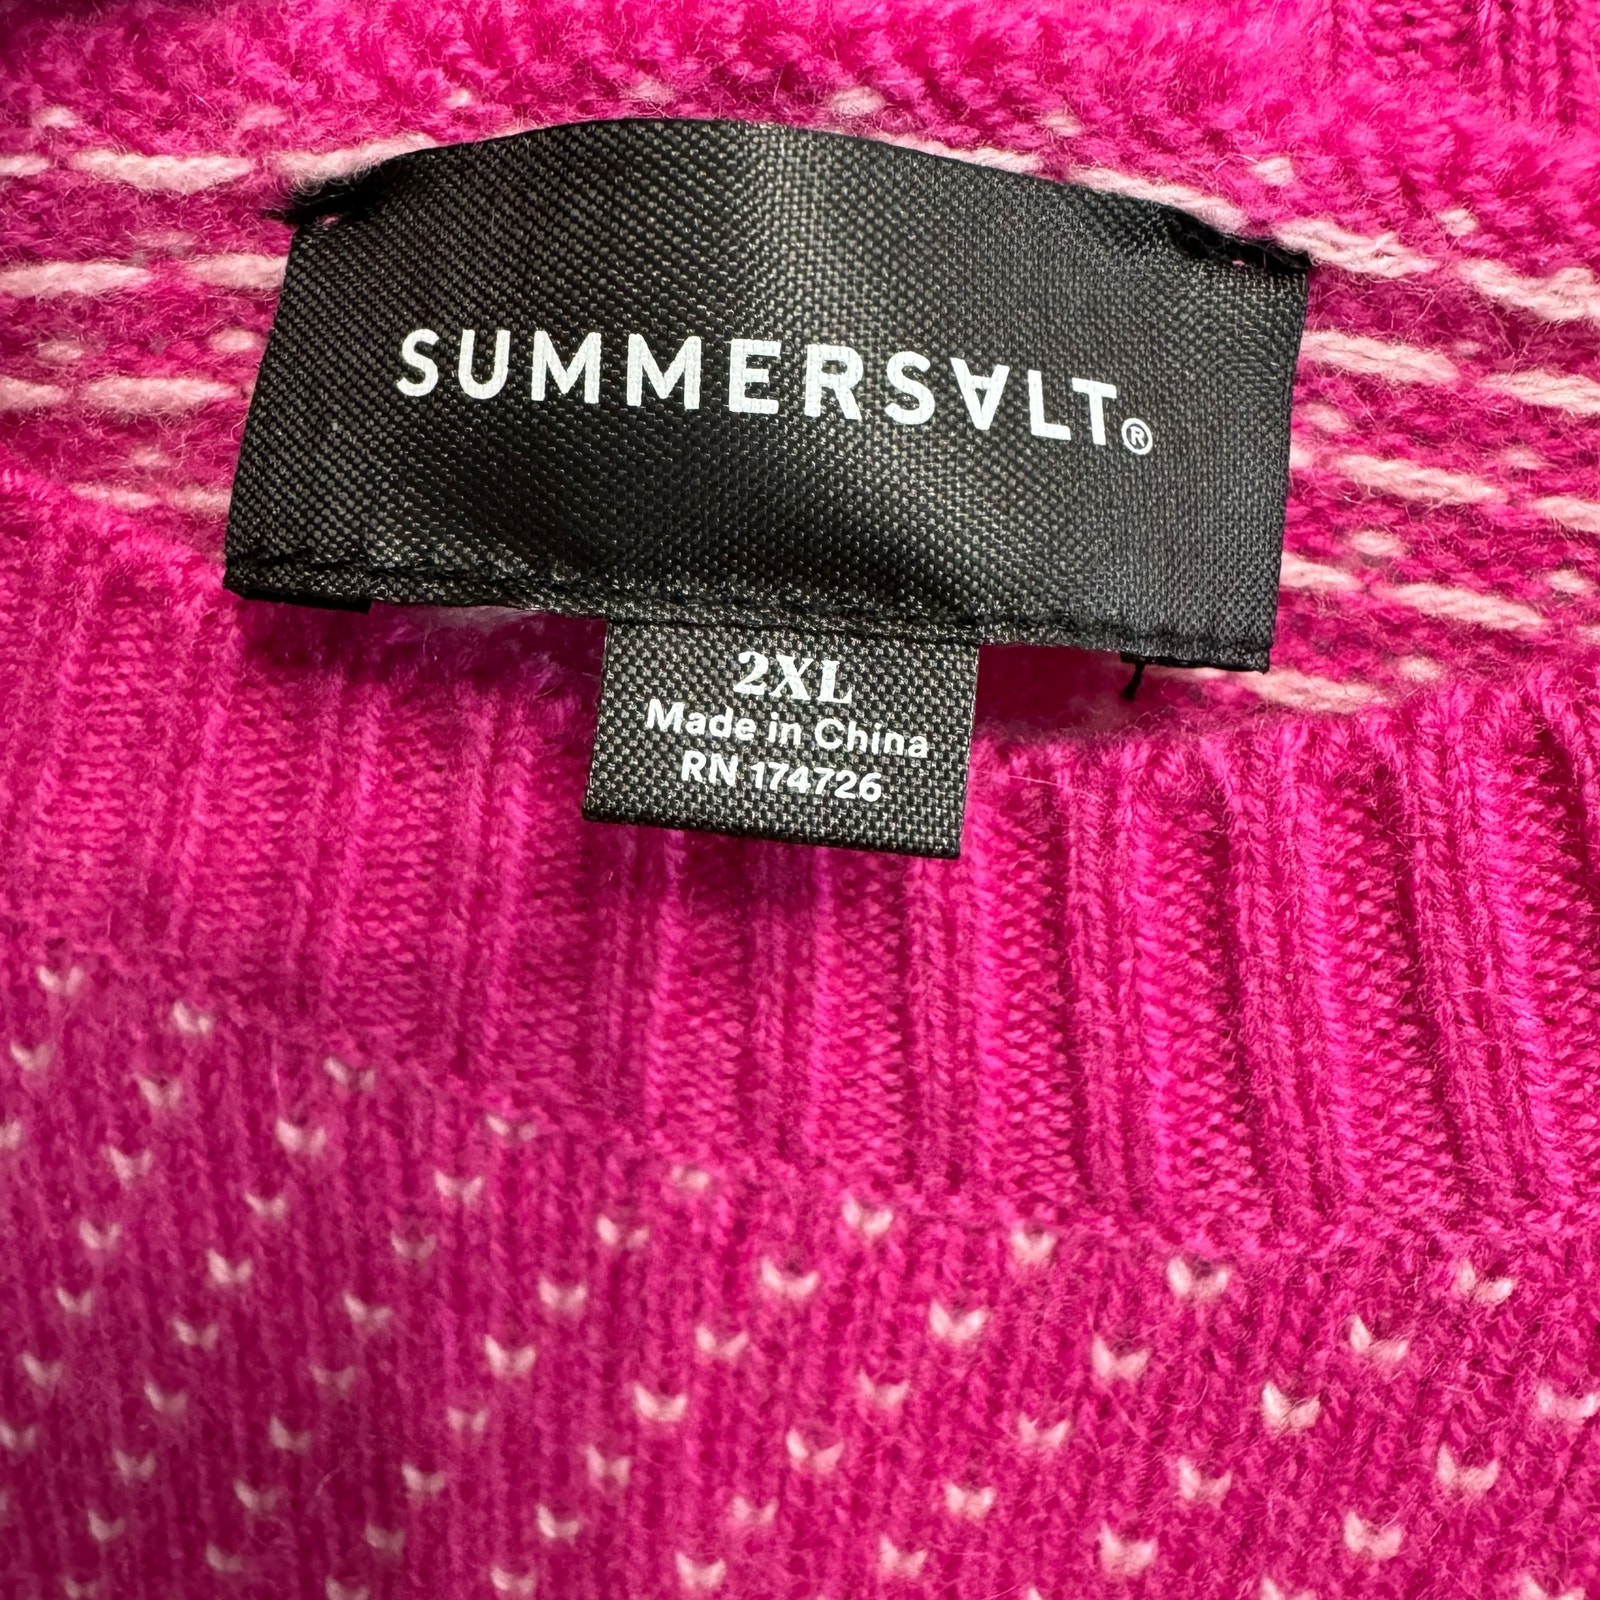 SUMMERSALT®
2XL
Made in China
RN 174726